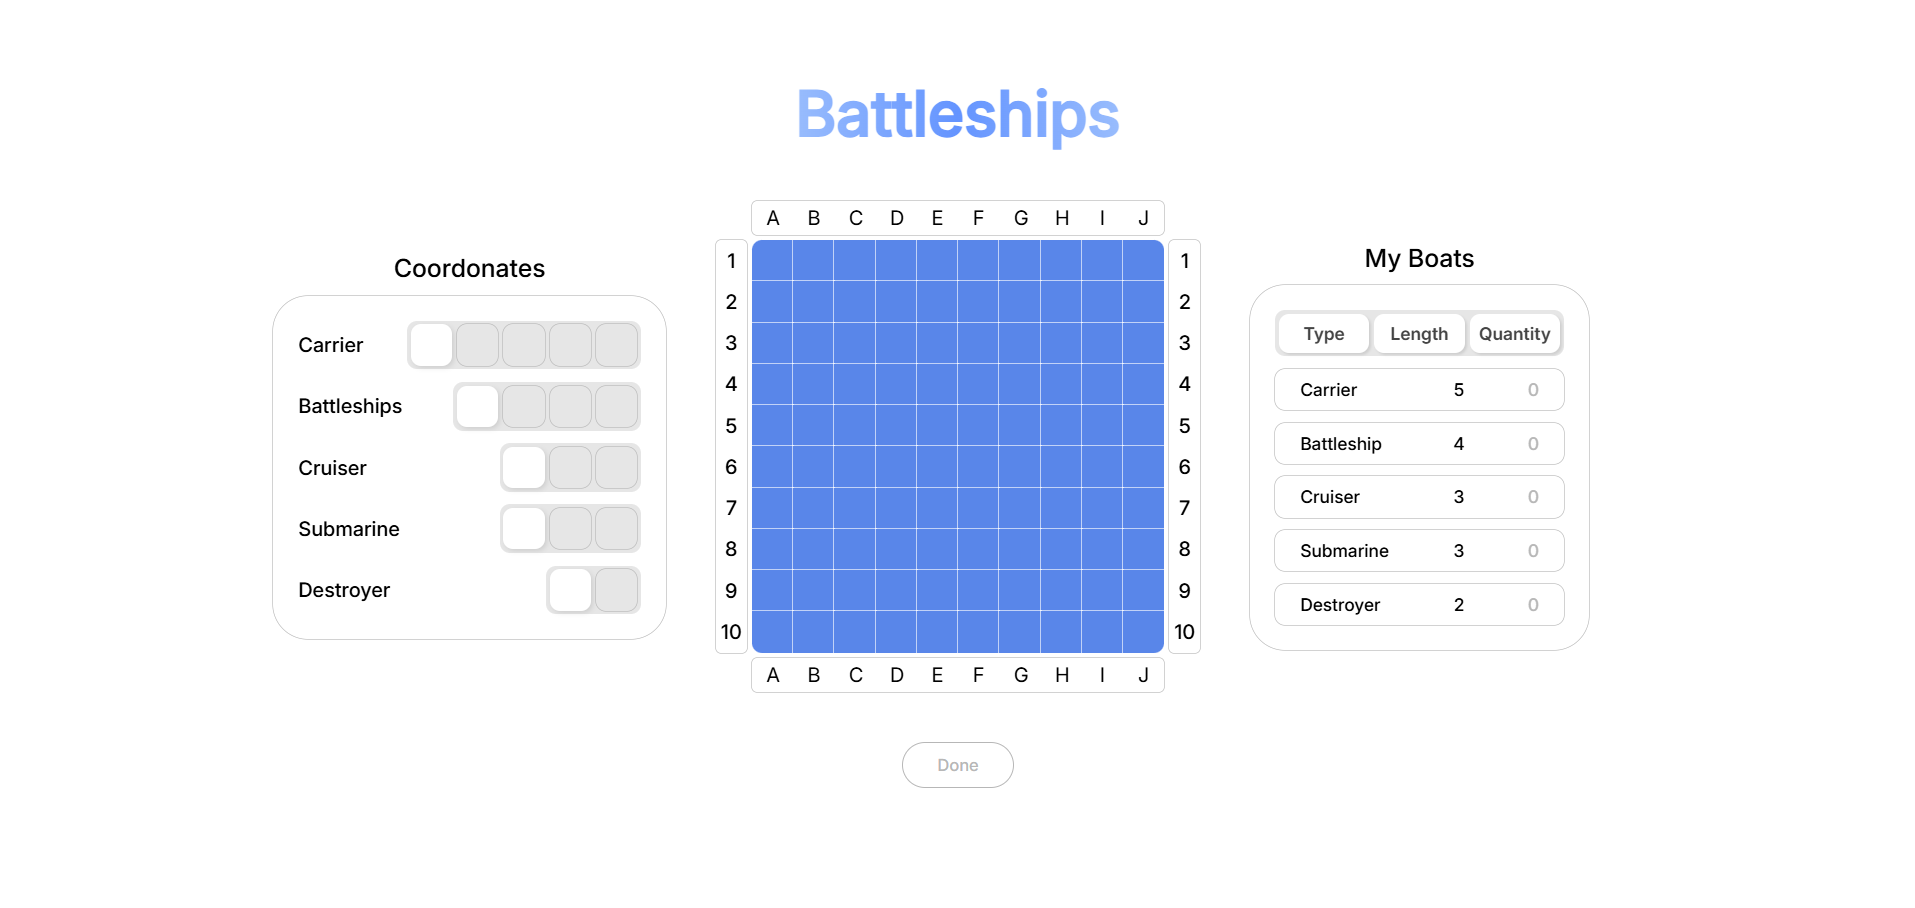 Battleships
Coordonates
Carrier
Battleships
Cruiser
Submarine
Destroyer
A B C D E F G H I J
1 1
2 2
3 3
4 4
5 5
6 6
7 7
8 8
9 9
10 10
A B C D E F G H I J
My Boats
Type Length Quantity
Carrier 5 0
Battleship 4 0
Cruiser 3 0
Submarine 3 0
Destroyer 2 0
Done